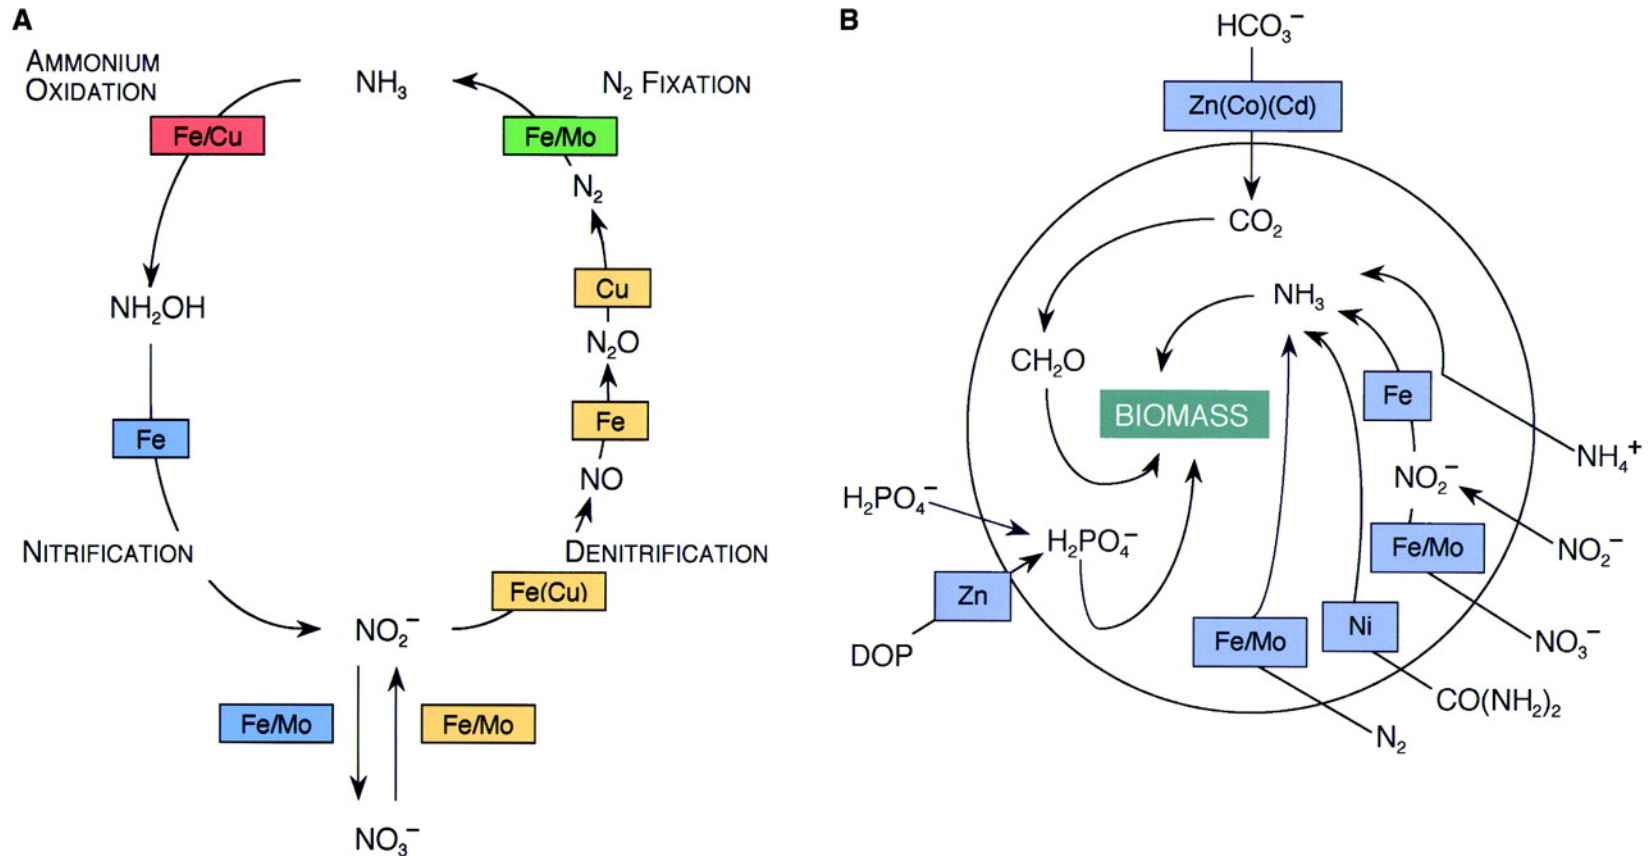 A
AMMONIUM
OXIDATION
NH₃
N₂ FIXATION
Fe/Cu
Fe/Mo
N₂
Cu
NH₂OH
N₂O
Fe
Fe
NO
NITRIFICATION
DENITRIFICATION
Fe(Cu)
NO₂⁻
Fe/Mo
Fe/Mo
NO₃⁻
B
HCO₃⁻
Zn(Co)(Cd)
CO₂
NH₃
CH₂O
Fe
BIOMASS
NH₄⁺
NO₂⁻
H₂PO₄⁻
H₂PO₄⁻
Fe/Mo
NO₂⁻
Zn
Ni
Fe/Mo
NO₃⁻
DOP
CO(NH₂)₂
N₂